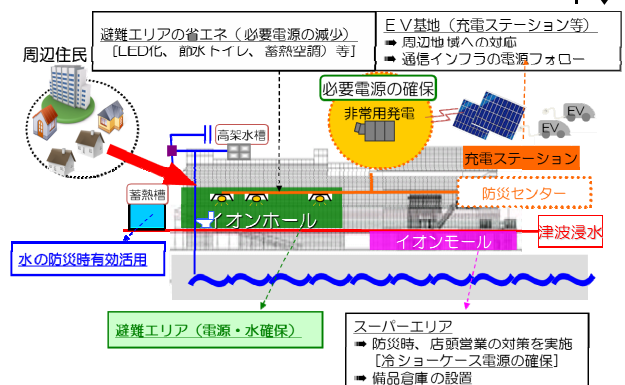 避難エリアの省エネ（必要電源の減少）
［LED化、節水トイレ、蓄熱空調）等］
ＥＶ基地（充電ステーション等）
➡ 周辺地域への対応
➡ 通信インフラの電源フォロー
周辺住民
必要電源の確保
非常用発電
EV
EV
高架水槽
充電ステーション
蓄熱槽
防災センター
イオンホール
イオンモール
津波浸水
水の防災時有効活用
避難エリア（電源・水確保）
スーパーエリア
➡ 防災時、店頭営業の対策を実施
［冷ショーケース電源の確保］
➡ 備品倉庫の設置